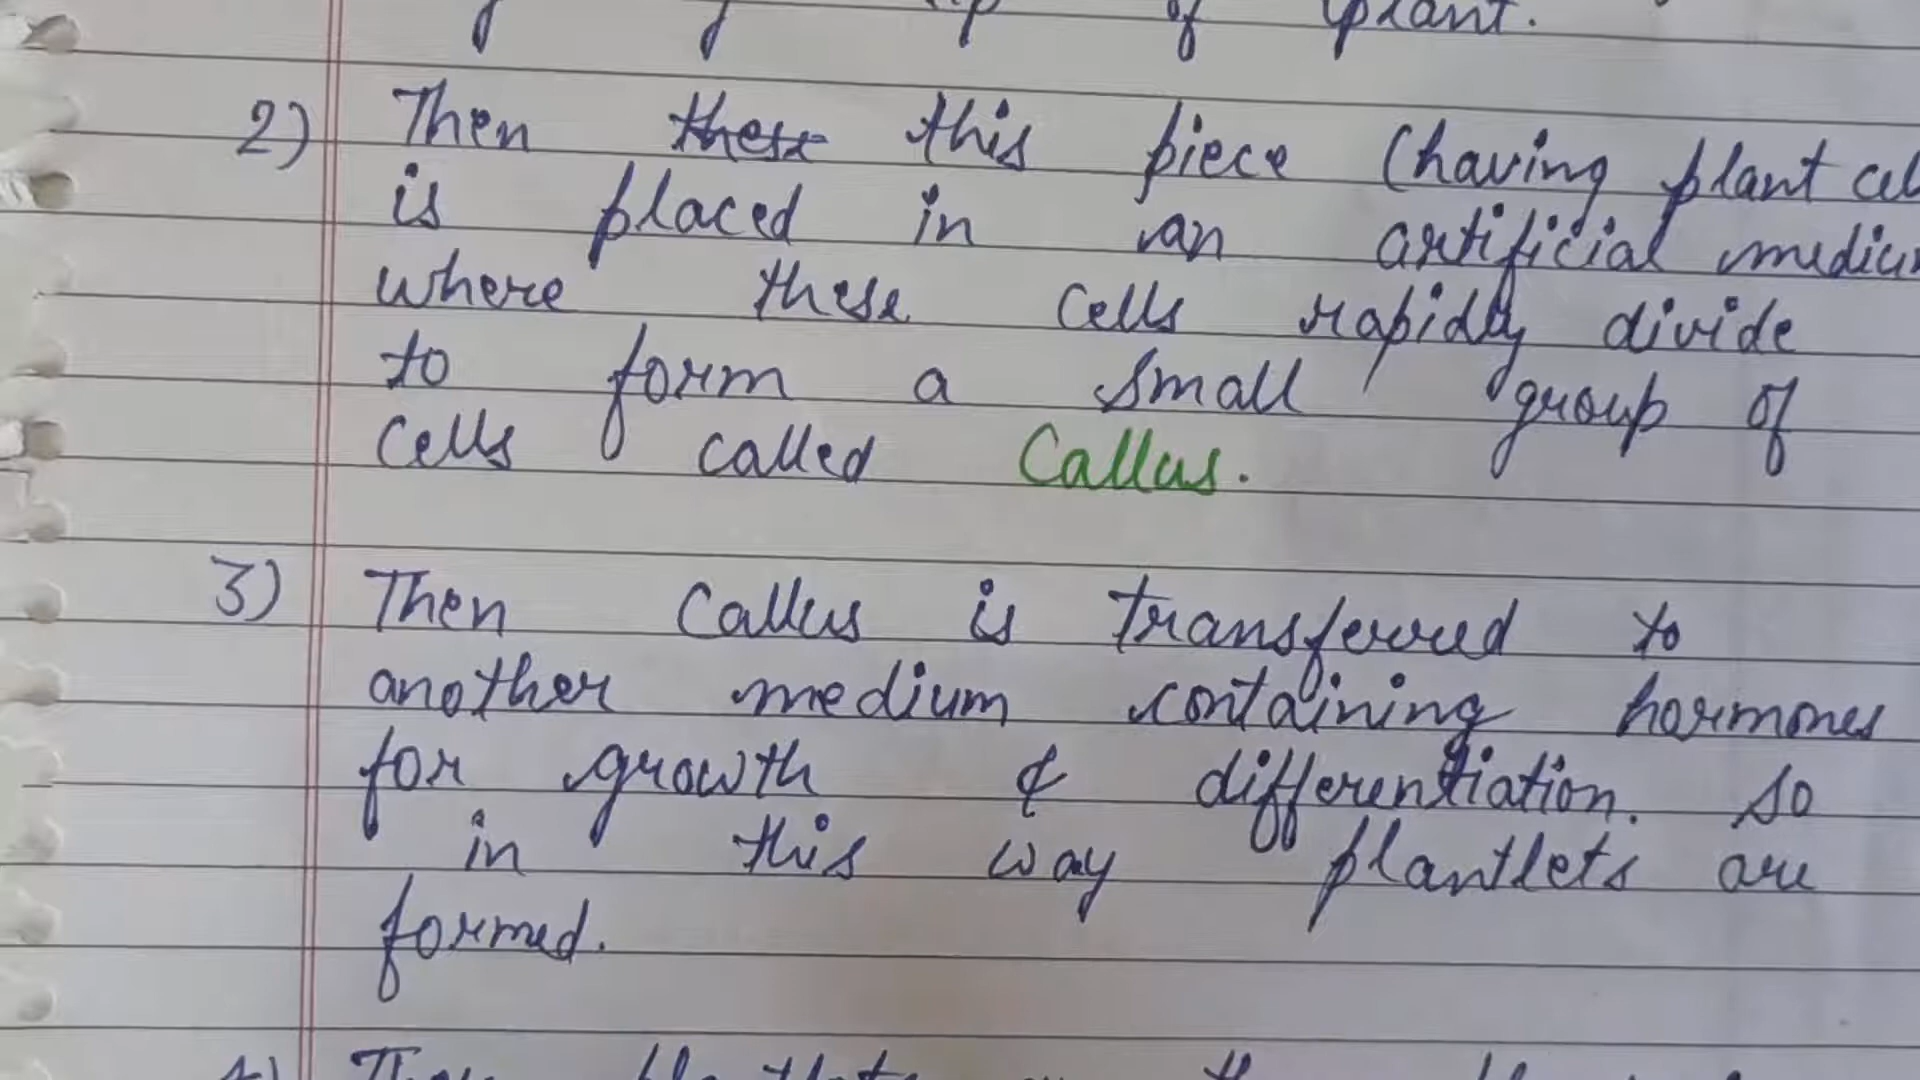 of plant.
2) Then these this piece (having plant cel
is placed in an artificial mediu
where these cells rapidly divide
to form a small group of
cells called Callus.
3) Then Callus is transferred to
another medium containing hormones
for growth & differentiation. So
in this way plantlets are
formed.